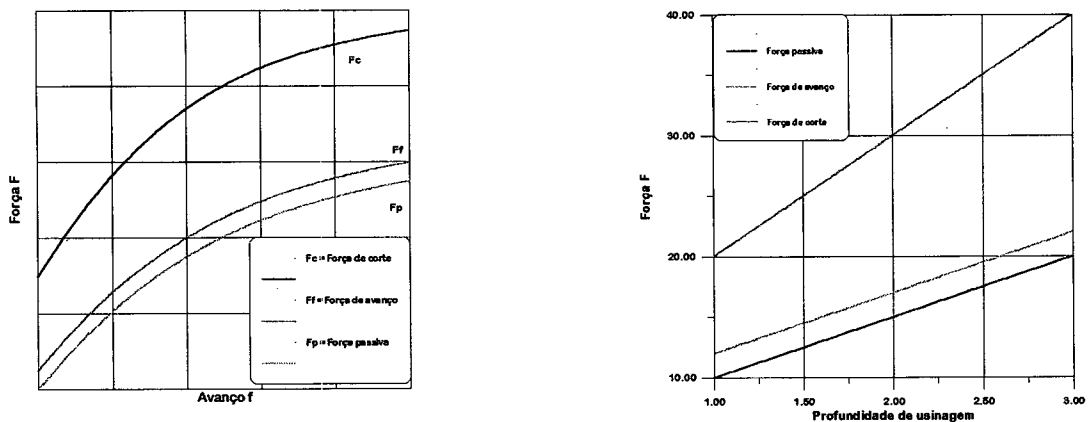 Força F
Fc
Ff
Fp
Fc = Força de corte
Ff = Força de avanço
Fp = Força passiva
Avanço f
Força F
40.00
30.00
20.00
10.00
Força passiva
Força de avanço
Força de corte
1.00 1.50 2.00 2.50 3.00
Profundidade de usinagem